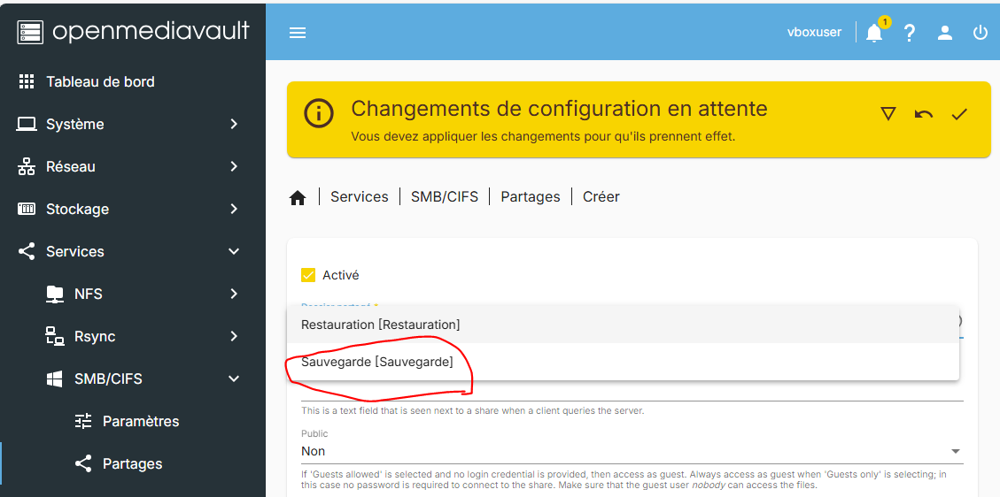 openmediavault
vboxuser
1
Tableau de bord
Système
Réseau
Stockage
Services
NFS
Rsync
SMB/CIFS
Paramètres
Partages
Changements de configuration en attente
Vous devez appliquer les changements pour qu'ils prennent effet.
Services | SMB/CIFS | Partages | Créer
Activé
Restauration [Restauration]
Sauvegarde [Sauvegarde]
This is a text field that is seen next to a share when a client queries the server.
Public
Non
If 'Guests allowed' is selected and no login credential is provided, then access as guest. Always access as guest when 'Guests only' is selecting; in
this case no password is required to connect to the share. Make sure that the guest user nobody can access the files.